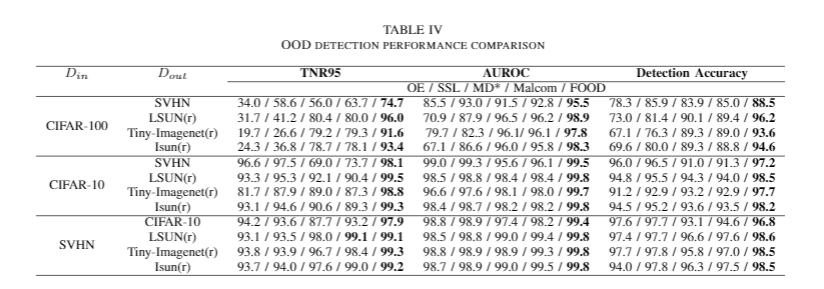 TABLE IV
OOD DETECTION PERFORMANCE COMPARISON
D_in D_out TNR95 AUROC Detection Accuracy
OE / SSL / MD* / Malcom / FOOD
CIFAR-100
SVHN 34.0 / 58.6 / 56.0 / 63.7 / 74.7 85.5 / 93.0 / 91.5 / 92.8 / 95.5 78.3 / 85.9 / 83.9 / 85.0 / 88.5
LSUN(r) 31.7 / 41.2 / 80.4 / 80.0 / 96.0 70.9 / 87.9 / 96.5 / 96.2 / 98.9 73.0 / 81.4 / 90.1 / 89.4 / 96.2
Tiny-Imagenet(r) 19.7 / 26.6 / 79.2 / 79.3 / 91.6 79.7 / 82.3 / 96.1/ 96.1 / 97.8 67.1 / 76.3 / 89.3 / 89.0 / 93.6
Isun(r) 24.3 / 36.8 / 78.7 / 78.1 / 93.4 67.1 / 86.6 / 96.0 / 95.8 / 98.3 69.6 / 80.0 / 89.3 / 88.8 / 94.6
CIFAR-10
SVHN 96.6 / 97.5 / 69.0 / 73.7 / 98.1 99.0 / 99.3 / 95.6 / 96.1 / 99.5 96.0 / 96.5 / 91.0 / 91.3 / 97.2
LSUN(r) 93.3 / 95.3 / 92.1 / 90.4 / 99.5 98.5 / 98.8 / 98.4 / 98.4 / 99.8 94.8 / 95.5 / 94.3 / 94.0 / 98.5
Tiny-Imagenet(r) 81.7 / 87.9 / 89.0 / 87.3 / 98.8 96.6 / 97.6 / 98.1 / 98.0 / 99.7 91.2 / 92.9 / 93.2 / 92.9 / 97.7
Isun(r) 93.1 / 94.6 / 90.6 / 89.3 / 99.3 98.4 / 98.7 / 98.2 / 98.2 / 99.8 94.5 / 95.2 / 93.6 / 93.5 / 98.2
SVHN
CIFAR-10 94.2 / 93.6 / 87.7 / 93.2 / 97.9 98.8 / 98.9 / 97.4 / 98.2 / 99.4 97.6 / 97.7 / 93.1 / 94.6 / 96.8
LSUN(r) 93.1 / 93.5 / 98.0 / 99.1 / 99.1 98.5 / 98.8 / 99.0 / 99.4 / 99.8 97.4 / 97.7 / 96.6 / 97.6 / 98.6
Tiny-Imagenet(r) 93.8 / 93.9 / 96.7 / 98.4 / 99.3 98.8 / 98.9 / 98.9 / 99.3 / 99.8 97.7 / 97.8 / 95.8 / 97.0 / 98.5
Isun(r) 93.7 / 94.0 / 97.6 / 99.0 / 99.2 98.7 / 98.9 / 99.0 / 99.5 / 99.8 94.0 / 97.8 / 96.3 / 97.5 / 98.5